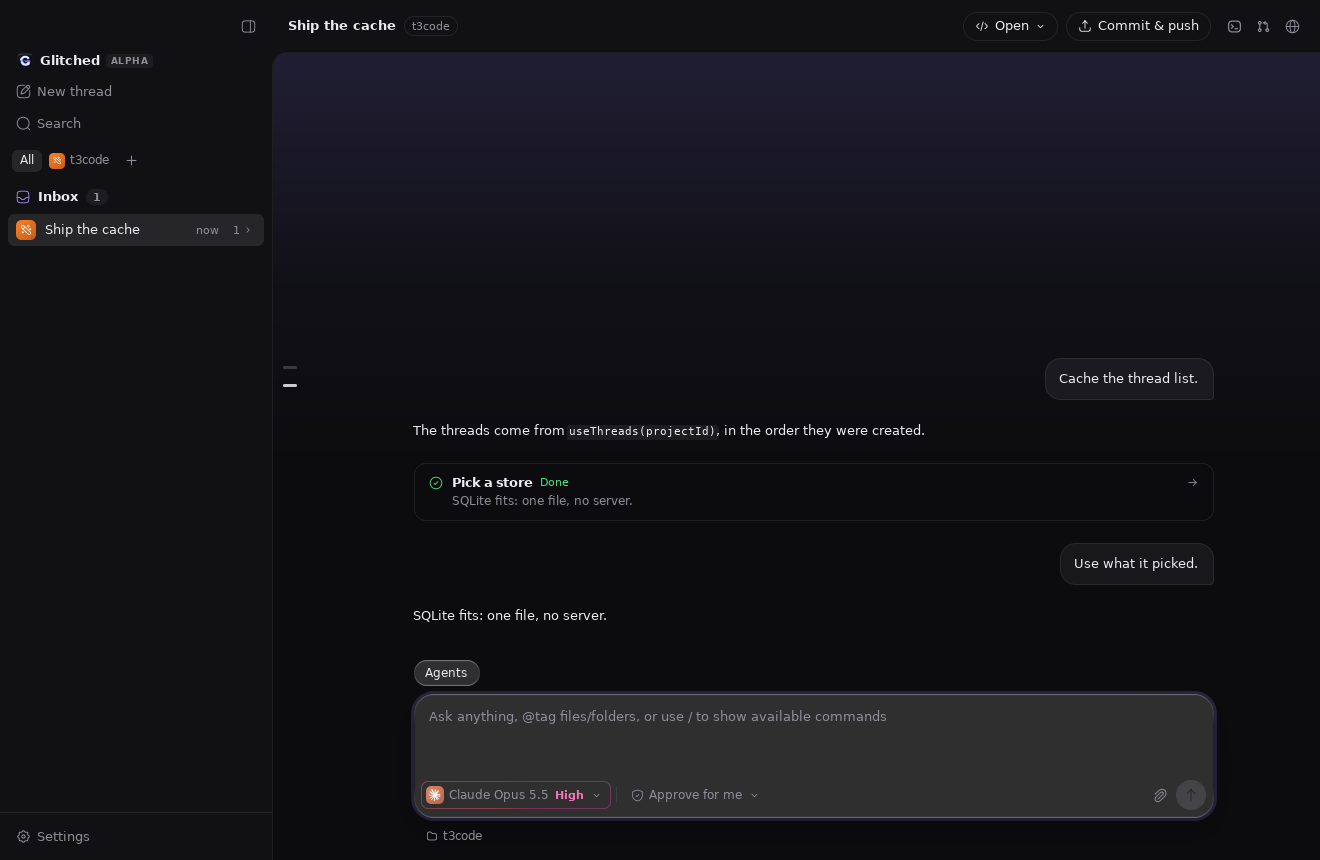 Ship the cache t3code Open Commit & push
Glitched ALPHA
New thread
Search
All t3code
Inbox 1
Ship the cache now 1
Cache the thread list.
The threads come from useThreads(projectId), in the order they were created.
Pick a store Done
SQLite fits: one file, no server.
Use what it picked.
SQLite fits: one file, no server.
Agents
Ask anything, @tag files/folders, or use / to show available commands
Claude Opus 5.5 High Approve for me
t3code
Settings